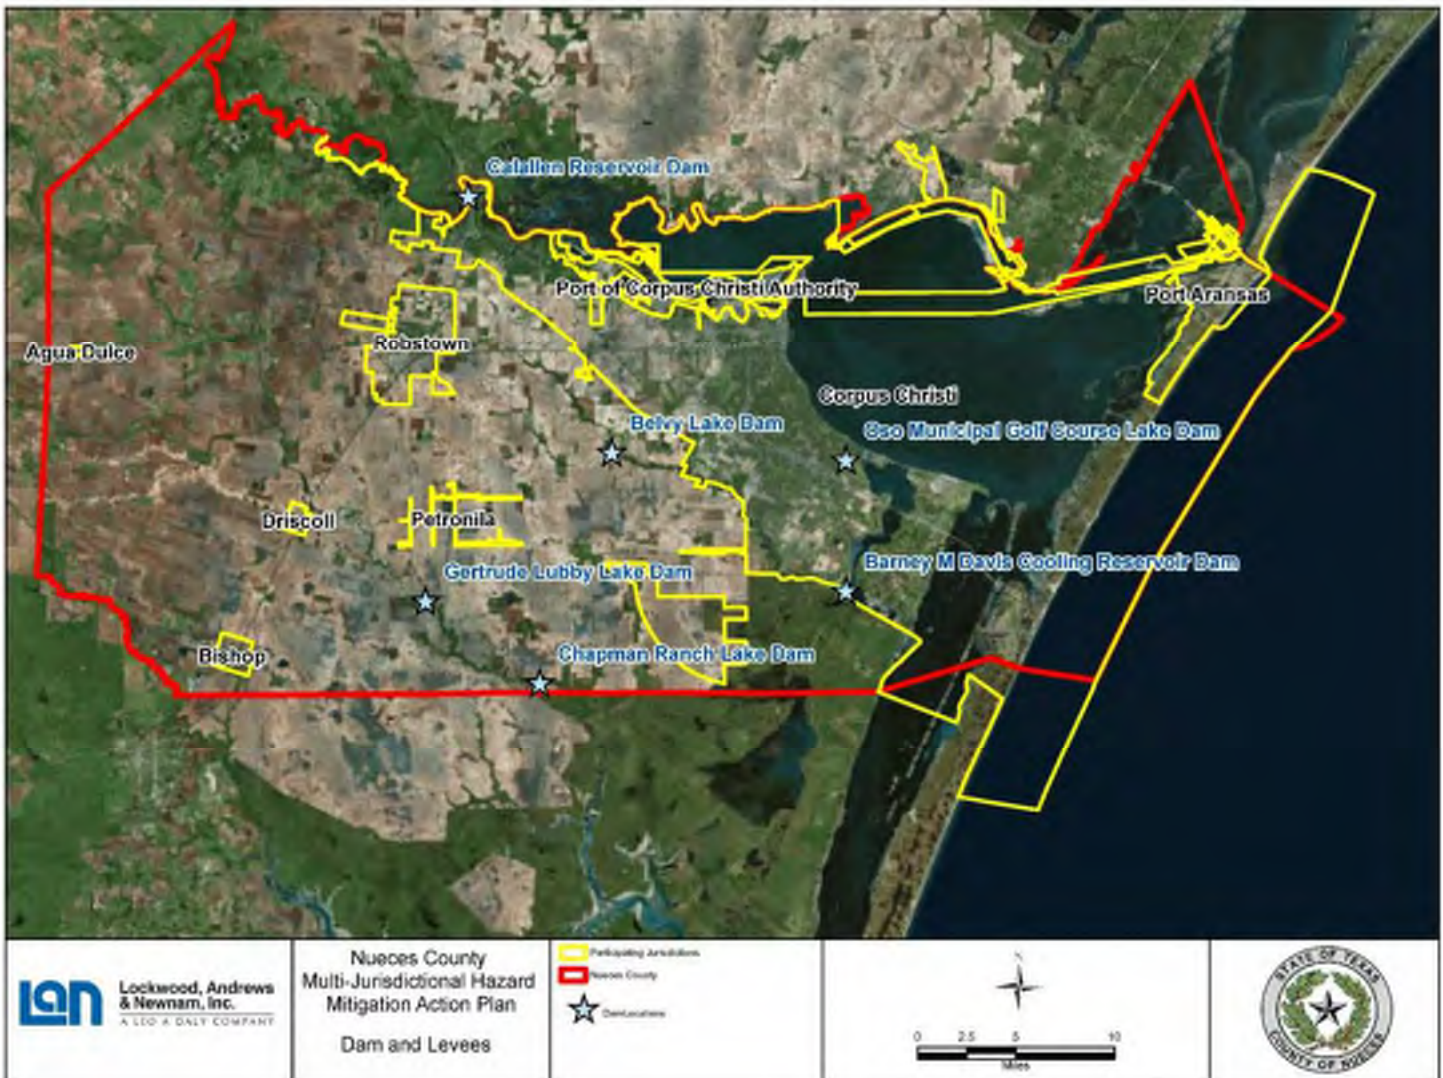 Calallen Reservoir Dam
Port of Corpus Christi Authority
Port Aransas
Robstown
Agua Dulce
Corpus Christi
Belvy Lake Dam
Oso Municipal Golf Course Lake Dam
Driscoll
Petronila
Barney M Davis Cooling Reservoir Dam
Gertrude Lubby Lake Dam
Bishop
Chapman Ranch Lake Dam
Lan
Lockwood, Andrews
& Newnam, Inc.
A LEO A DALY COMPANY
Nueces County
Multi-Jurisdictional Hazard
Mitigation Action Plan
Dam and Levees
Participating Jurisdictions
Nueces County
Dam Locations
N
0 2.5 5 10
Miles
STATE OF TEXAS
COUNTY OF NUECES